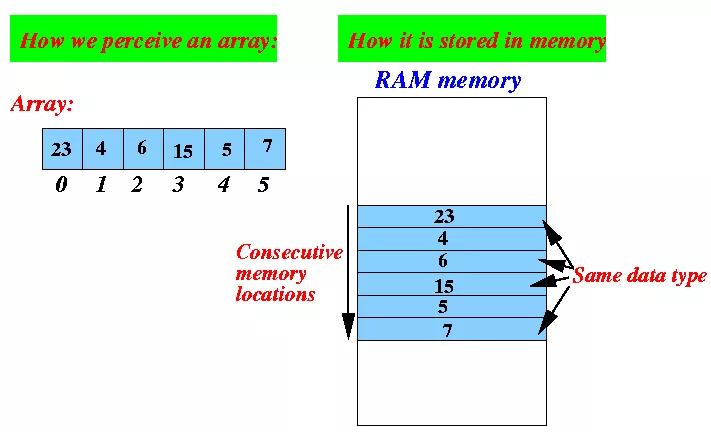 How we perceive an array:
How it is stored in memory
RAM memory
Array:
23 4 6 15 5 7
0 1 2 3 4 5
23
4
6
15
5
7
Consecutive
memory
locations
Same data type